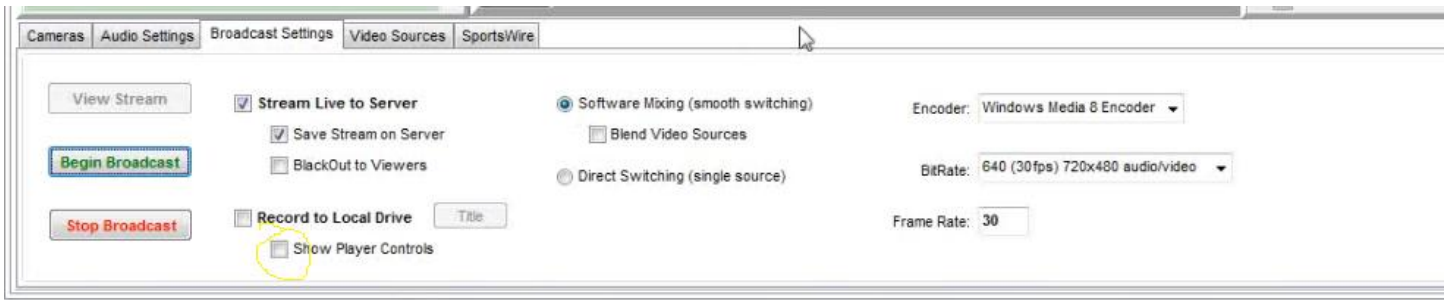 Cameras Audio Settings Broadcast Settings Video Sources SportsWire
View Stream
Begin Broadcast
Stop Broadcast
Stream Live to Server
Save Stream on Server
BlackOut to Viewers
Record to Local Drive Title
Show Player Controls
Software Mixing (smooth switching)
Blend Video Sources
Direct Switching (single source)
Encoder: Windows Media 8 Encoder
BitRate: 640 (30fps) 720x480 audio/video
Frame Rate: 30